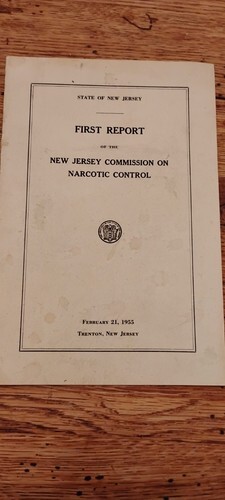 STATE OF NEW JERSEY
FIRST REPORT
OF THE
NEW JERSEY COMMISSION ON
NARCOTIC CONTROL
FEBRUARY 21, 1955
TRENTON, NEW JERSEY